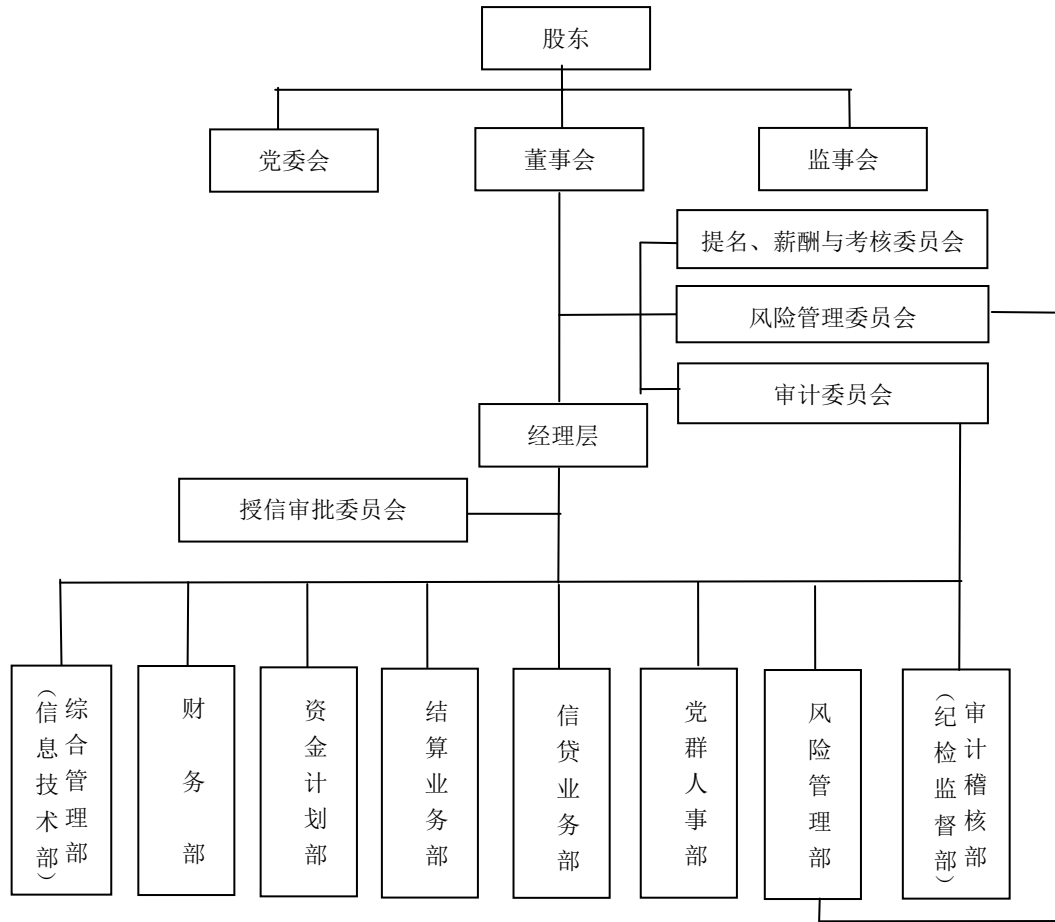 股东
党委会
董事会
监事会
提名、薪酬与考核委员会
风险管理委员会
审计委员会
经理层
授信审批委员会
综合管理部
（信息技术部）
财务部
资金计划部
结算业务部
信贷业务部
党群人事部
风险管理部
审计稽核部
（纪检监督部）